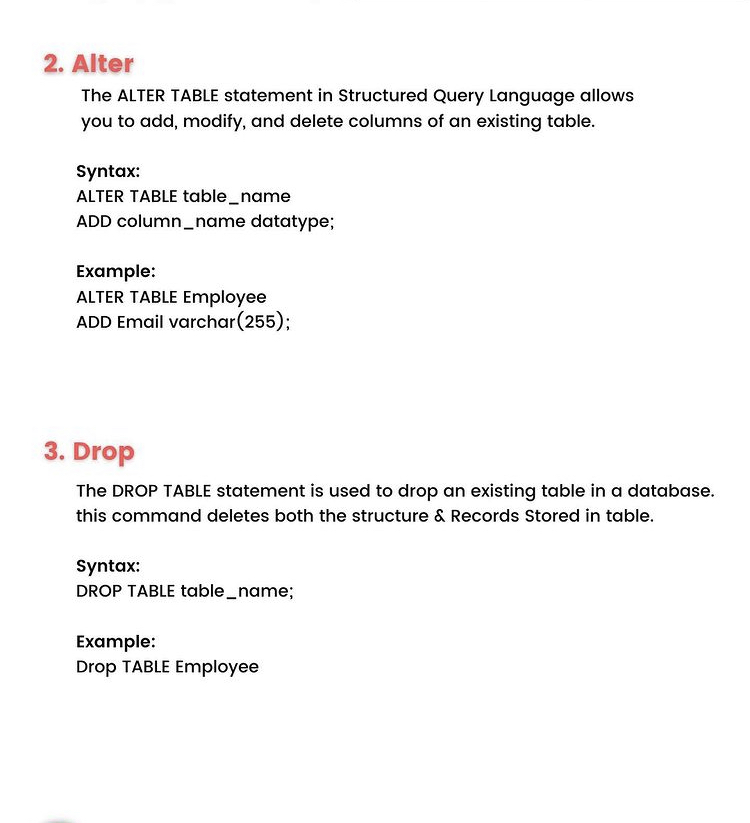 2. Alter
The ALTER TABLE statement in Structured Query Language allows
you to add, modify, and delete columns of an existing table.
Syntax:
ALTER TABLE table_name
ADD column_name datatype;
Example:
ALTER TABLE Employee
ADD Email varchar(255);
3. Drop
The DROP TABLE statement is used to drop an existing table in a database.
this command deletes both the structure & Records Stored in table.
Syntax:
DROP TABLE table_name;
Example:
Drop TABLE Employee